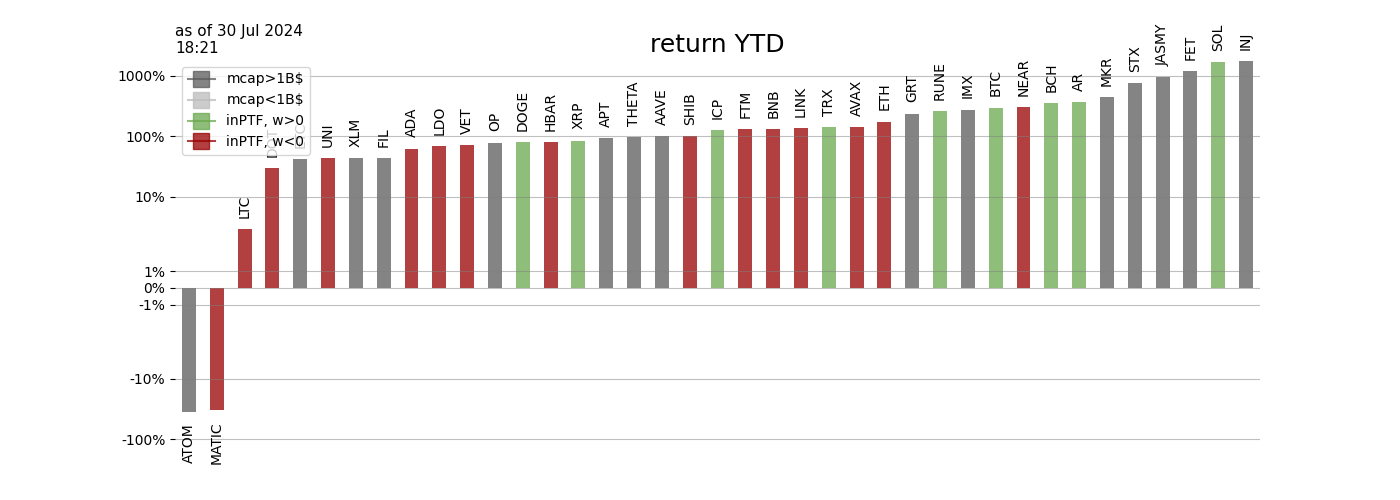 as of 30 Jul 2024
18:21
return YTD
mcap>1B$
mcap<1B$
inPTF, w>0
inPTF, w<0
1000%
100%
10%
1%
0%
-1%
-10%
-100%
ATOM
MATIC
LTC
DOT
UNI
XLM
FIL
ADA
LDO
VET
OP
DOGE
HBAR
XRP
APT
THETA
AAVE
SHIB
ICP
FTM
BNB
LINK
TRX
AVAX
ETH
GRT
RUNE
IMX
BTC
NEAR
BCH
AR
MKR
STX
JASMY
FET
SOL
INJ